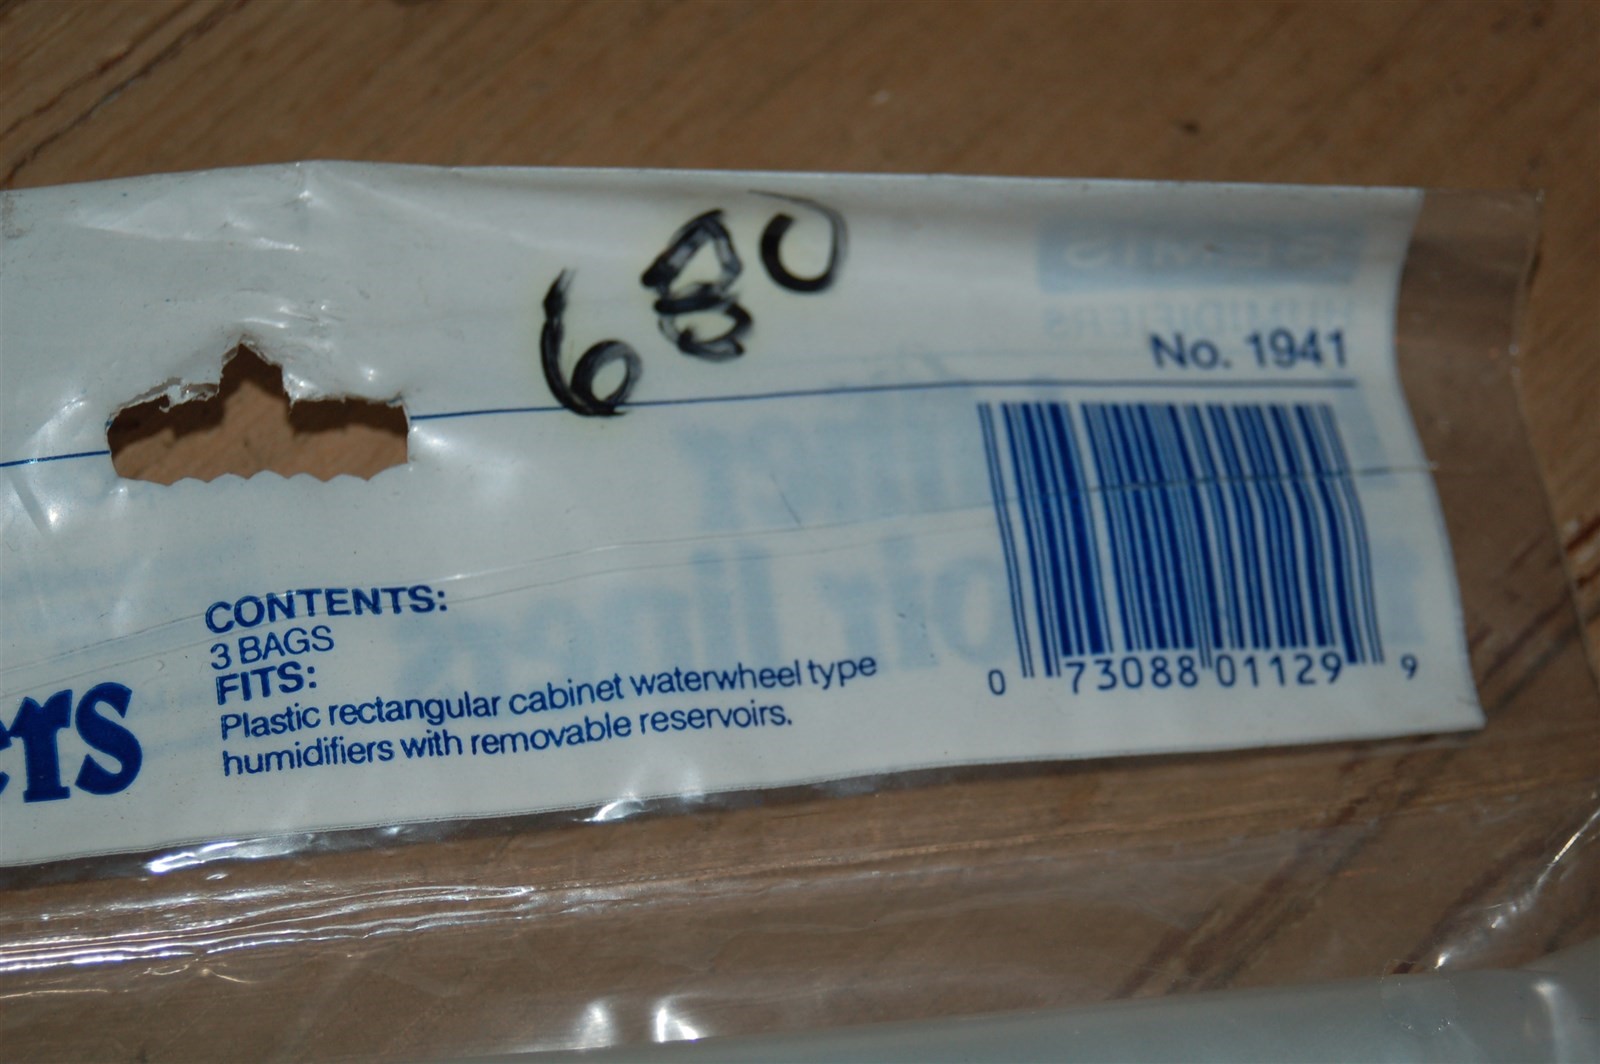 680
No. 1941
0 73088 01129 9
CONTENTS:
3 BAGS
FITS:
Plastic rectangular cabinet waterwheel type
humidifiers with removable reservoirs.